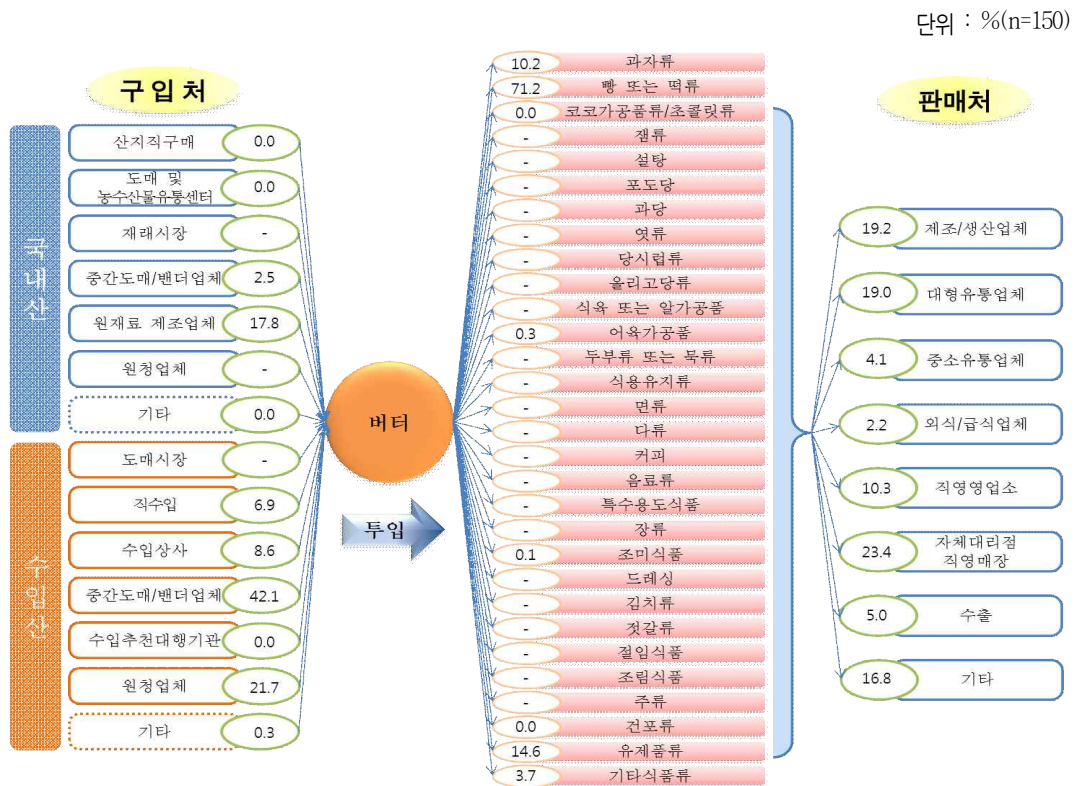 단위 : %(n=150)
구입처
국내산
산지직구매 0.0
도매 및
농수산물유통센터 0.0
재래시장 -
중간도매/밴더업체 2.5
원재료 제조업체 17.8
원청업체 -
기타 0.0
수입산
도매시장 -
직수입 6.9
수입상사 8.6
중간도매/밴더업체 42.1
수입추천대행기관 0.0
원청업체 21.7
기타 0.3
버터
투입
10.2 과자류
71.2 빵 또는 떡류
0.0 코코가공품류/초콜릿류
- 잼류
- 설탕
- 포도당
- 과당
- 엿류
- 당시럽류
- 올리고당류
- 식육 또는 알가공품
0.3 어육가공품
- 두부류 또는 묵류
- 식용유지류
- 면류
- 다류
- 커피
- 음료류
- 특수용도식품
- 장류
0.1 조미식품
- 드레싱
- 김치류
- 젓갈류
- 절임식품
- 조림식품
- 주류
0.0 건포류
14.6 유제품류
3.7 기타식품류
판매처
19.2 제조/생산업체
19.0 대형유통업체
4.1 중소유통업체
2.2 외식/급식업체
10.3 직영영업소
23.4 자체대리점
직영매장
5.0 수출
16.8 기타